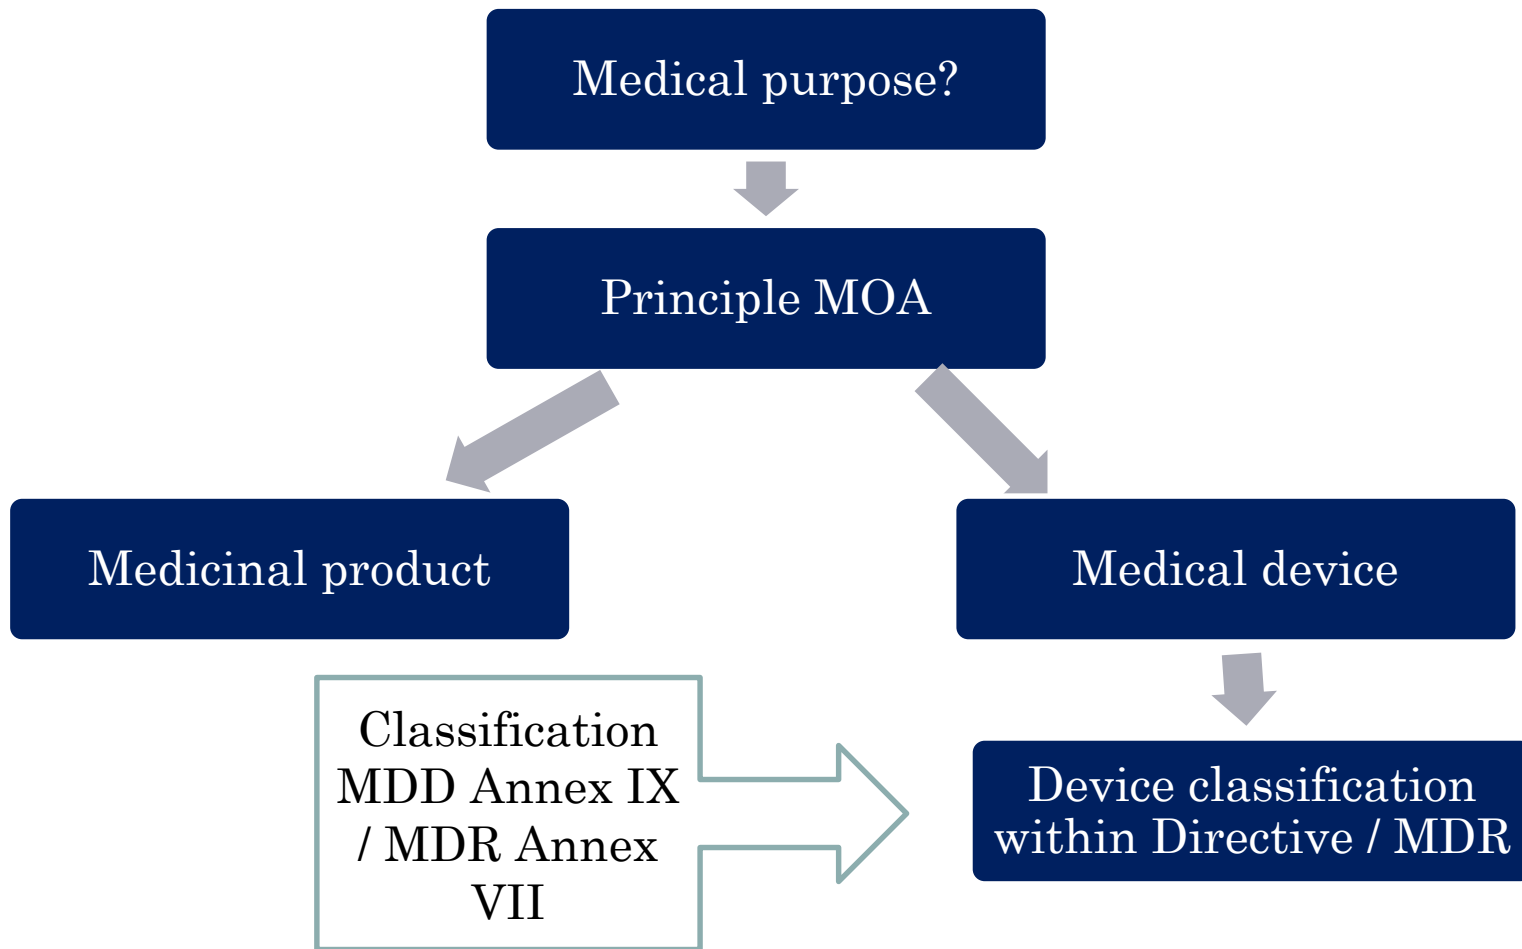 Medical purpose?
Principle MOA
Medicinal product
Medical device
Classification
MDD Annex IX
/ MDR Annex
VII
Device classification
within Directive / MDR